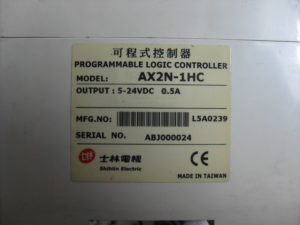 可程式控制器
PROGRAMMABLE LOGIC CONTROLLER
MODEL: AX2N-1HC
OUTPUT : 5-24VDC 0.5A
MFG.NO: L5A0239
SERIAL NO. ABJ000024
士林電機
Shihlin Electric
CE
MADE IN TAIWAN